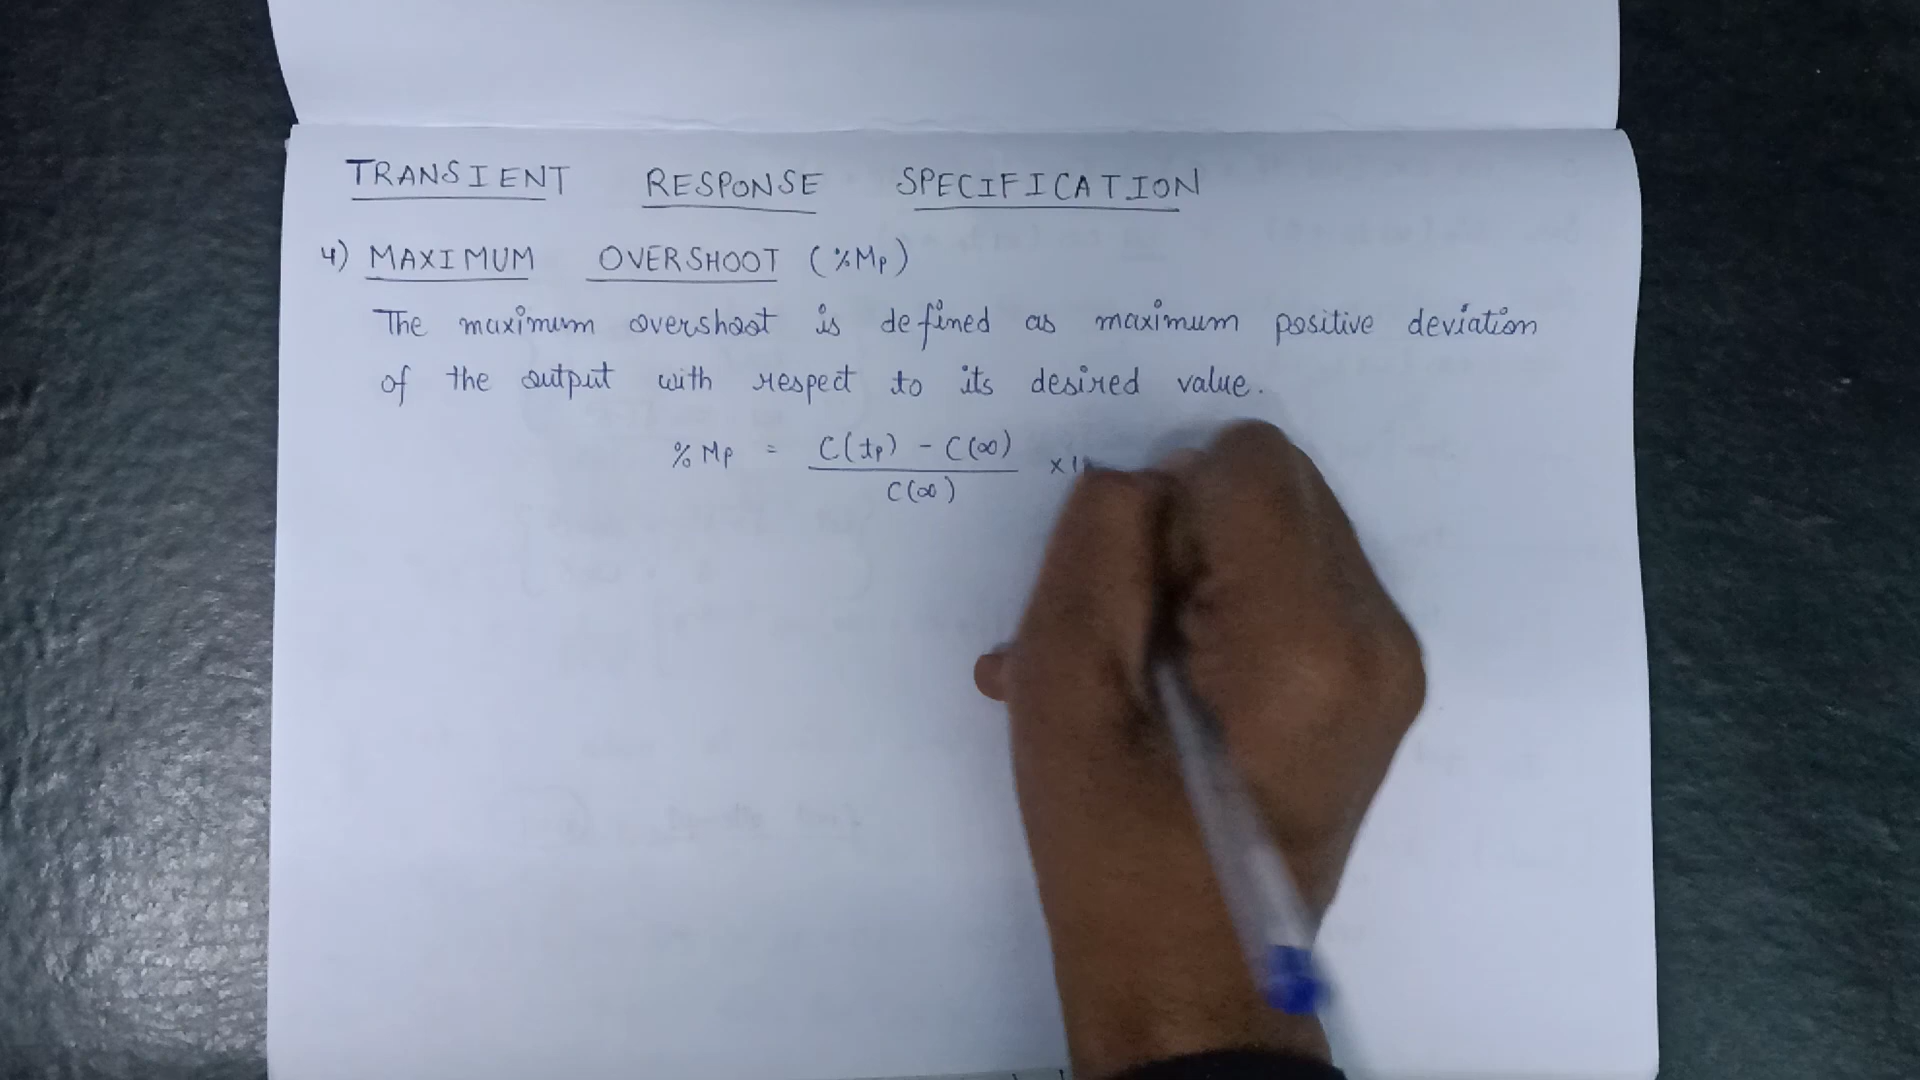 TRANSIENT RESPONSE SPECIFICATION
4) MAXIMUM OVERSHOOT (%Mp)
The maximum overshoot is defined as maximum positive deviation
of the output with respect to its desired value.
% Mp = C(tp) - C(∞) / C(∞) ×1